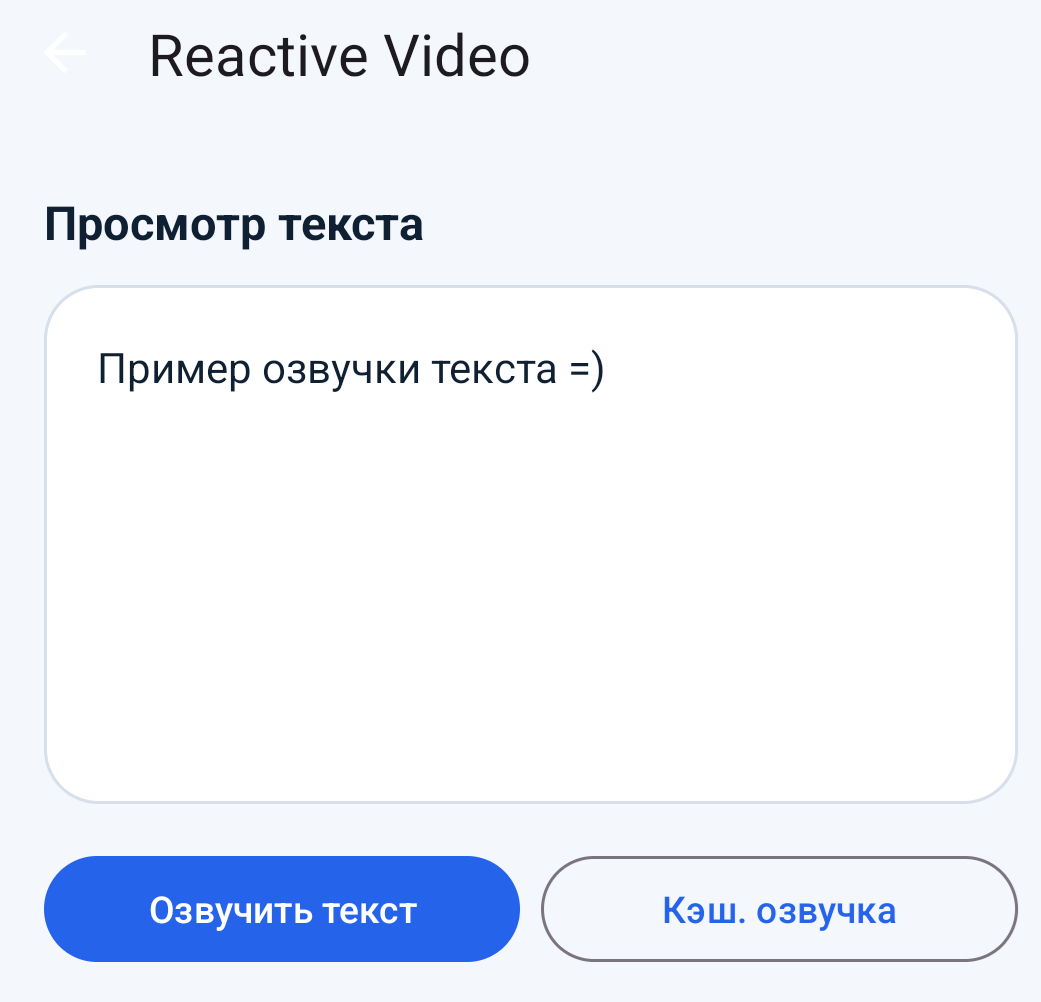 Reactive Video
Просмотр текста
Пример озвучки текста =)
Озвучить текст
Кэш. озвучка